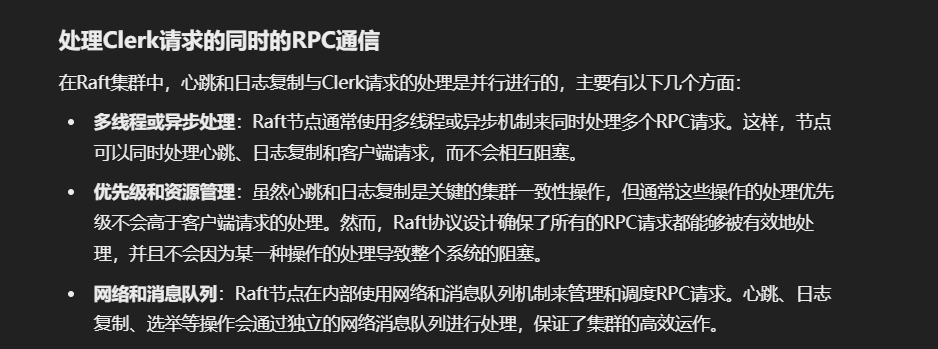 处理Clerk请求的同时的RPC通信
在Raft集群中，心跳和日志复制与Clerk请求的处理是并行进行的，主要有以下几个方面：
• 多线程或异步处理：Raft节点通常使用多线程或异步机制来同时处理多个RPC请求。这样，节点
可以同时处理心跳、日志复制和客户端请求，而不会相互阻塞。
• 优先级和资源管理：虽然心跳和日志复制是关键的集群一致性操作，但通常这些操作的处理优先
级不会高于客户端请求的处理。然而，Raft协议设计确保了所有的RPC请求都能够被有效地处
理，并且不会因为某一种操作的处理导致整个系统的阻塞。
• 网络和消息队列：Raft节点在内部使用网络和消息队列机制来管理和调度RPC请求。心跳、日志
复制、选举等操作会通过独立的网络消息队列进行处理，保证了集群的高效运作。